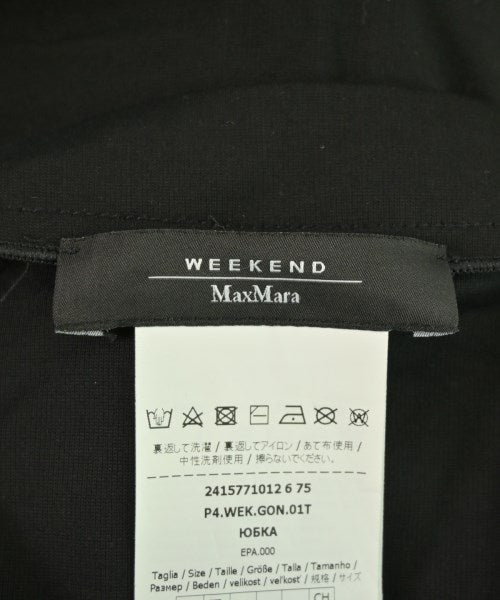 WEEKEND
MaxMara
裏返して洗濯 / 裏返してアイロン / あて布使用 /
中性洗剤使用 / 擦らないでください。
2415771012 6 75
P4.WEK.GON.01T
ЮБКА
EPA.000
Taglia / Size / Taille / Größe / Talla / Tamanho /
Размер / Beden / velikost / veľkosť / 规格 / サイズ
CH